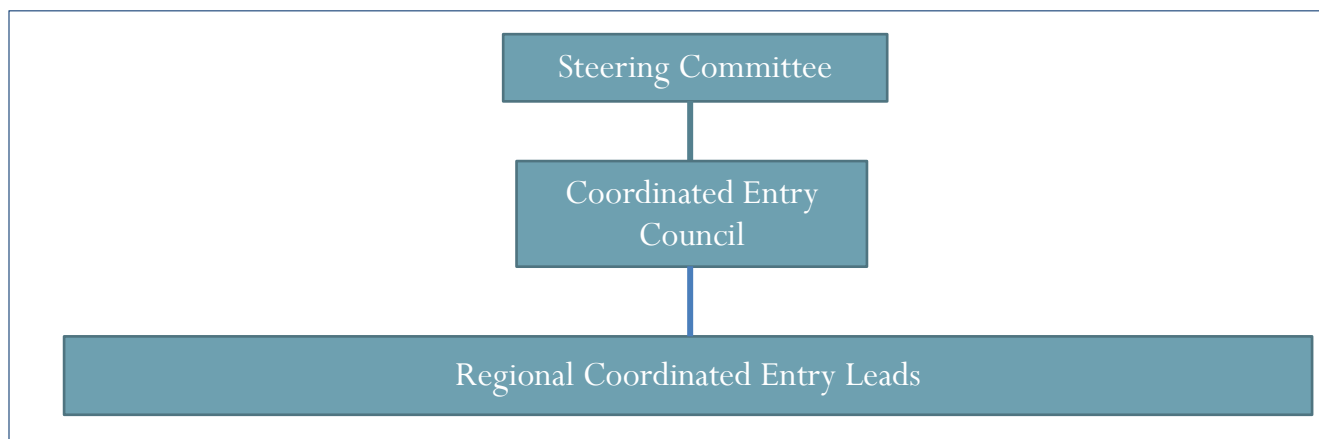 Steering Committee
Coordinated Entry
Council
Regional Coordinated Entry Leads